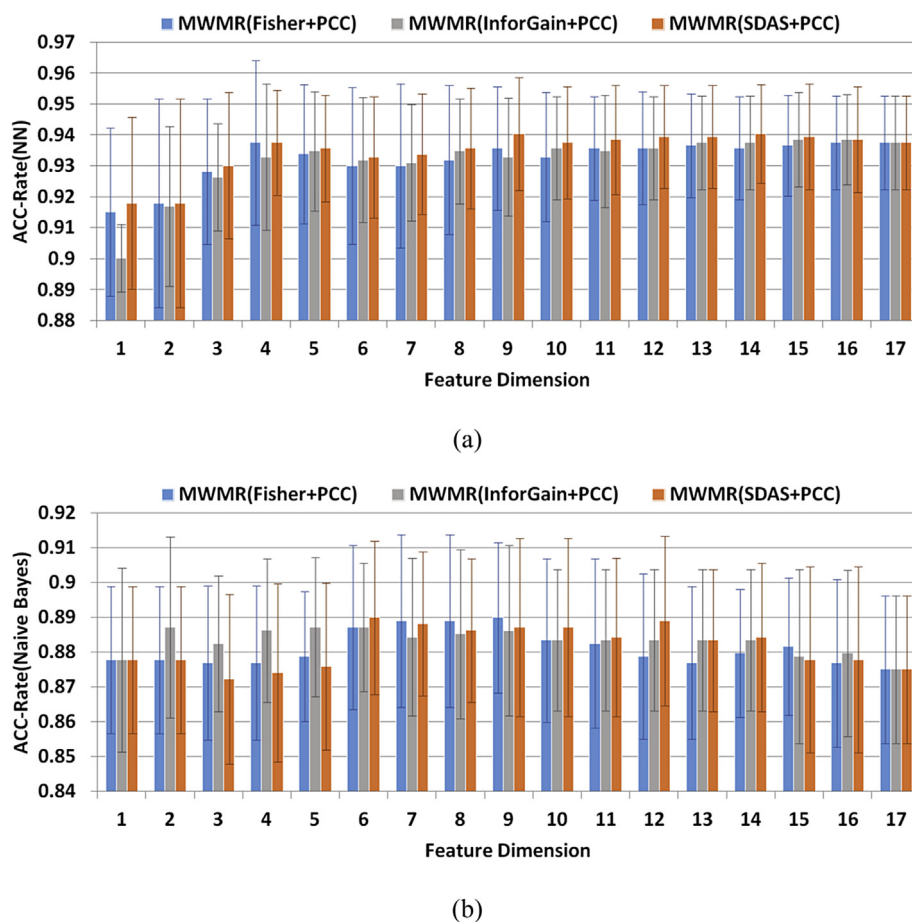 MWMR(Fisher+PCC) MWMR(InforGain+PCC) MWMR(SDAS+PCC)
0.97
0.96
0.95
0.94
0.93
0.92
0.91
0.9
0.89
0.88
ACC-Rate(NN)
1 2 3 4 5 6 7 8 9 10 11 12 13 14 15 16 17
Feature Dimension
(a)
MWMR(Fisher+PCC) MWMR(InforGain+PCC) MWMR(SDAS+PCC)
0.92
0.91
0.9
0.89
0.88
0.87
0.86
0.85
0.84
ACC-Rate(Naive Bayes)
1 2 3 4 5 6 7 8 9 10 11 12 13 14 15 16 17
Feature Dimension
(b)